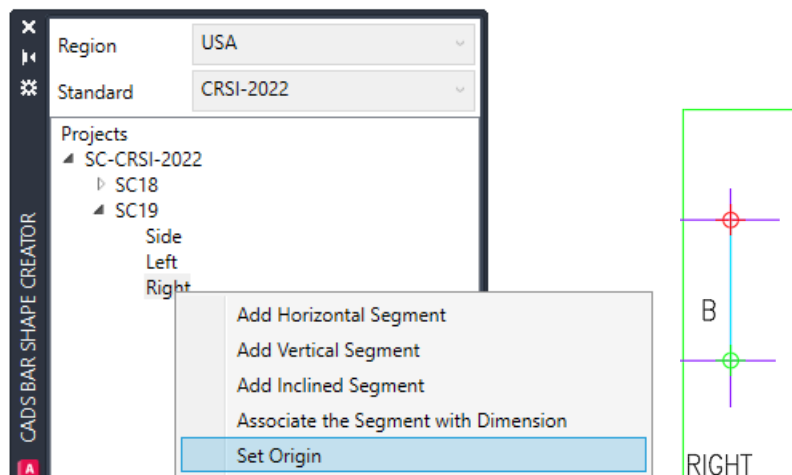 Region USA
Standard CRSI-2022
Projects
SC-CRSI-2022
SC18
SC19
Side
Left
Right
Add Horizontal Segment
Add Vertical Segment
Add Inclined Segment
Associate the Segment with Dimension
Set Origin
CADS BAR SHAPE CREATOR
A
B
RIGHT